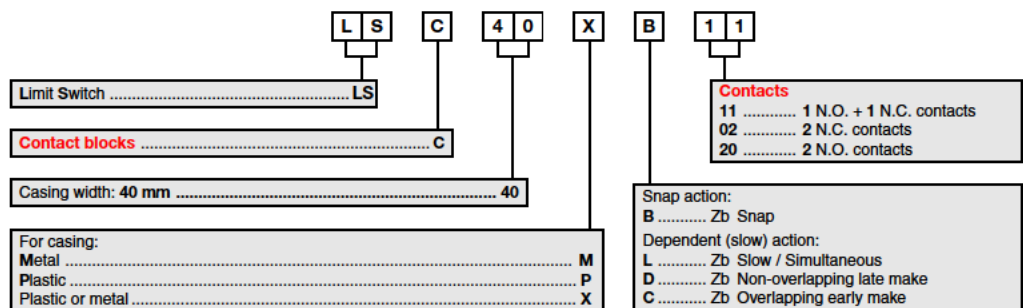 L S C 4 0 X B 1 1
Limit Switch ..................................................... LS
Contact blocks ................................................................ C
Casing width: 40 mm ....................................................................... 40
For casing:
Metal ................................................................................................................ M
Plastic ............................................................................................................... P
Plastic or metal ................................................................................................. X
Contacts
11 ............ 1 N.O. + 1 N.C. contacts
02 ............ 2 N.C. contacts
20 ............ 2 N.O. contacts
Snap action:
B ........... Zb Snap
Dependent (slow) action:
L ........... Zb Slow / Simultaneous
D ........... Zb Non-overlapping late make
C ........... Zb Overlapping early make